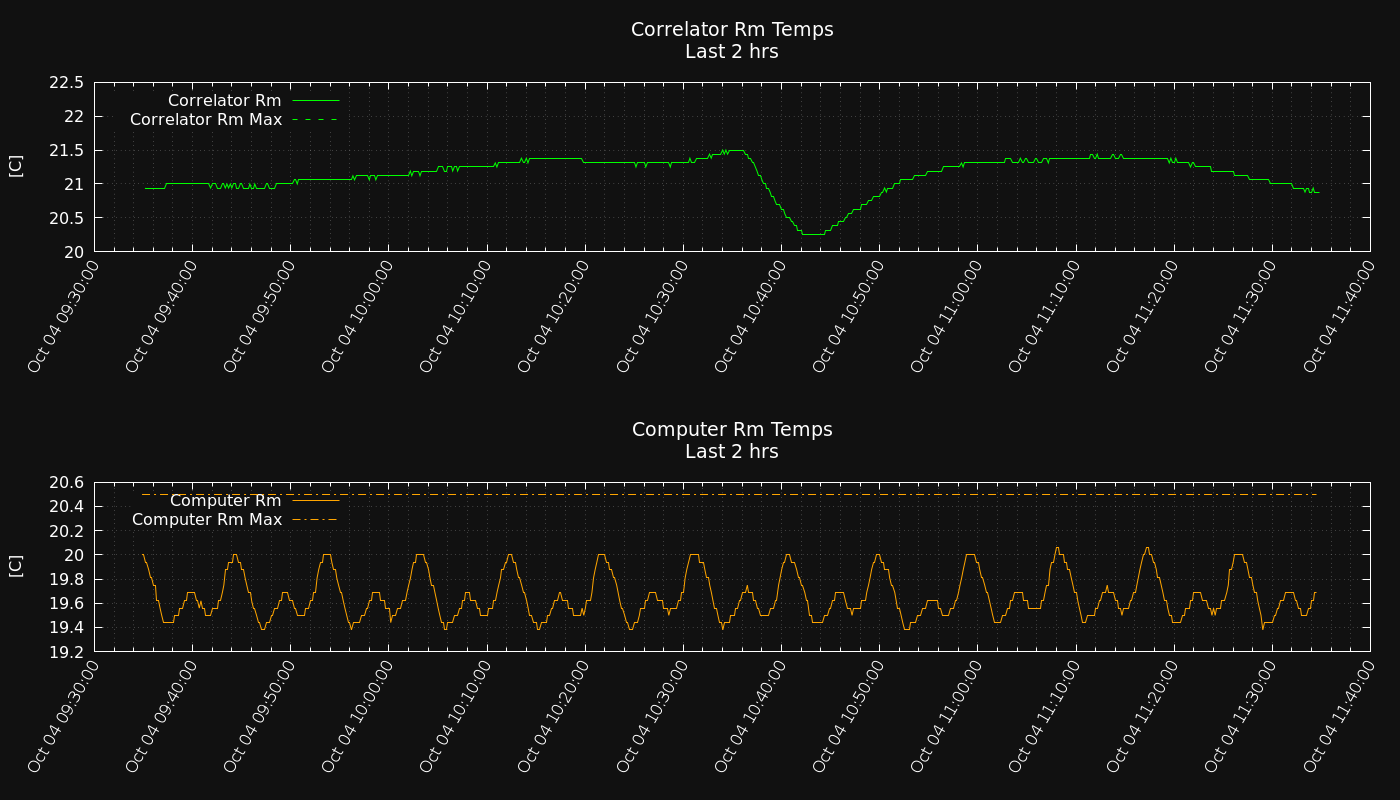 Correlator Rm Temps
Last 2 hrs
22.5
22
21.5
21
20.5
20
[C]
Correlator Rm
Correlator Rm Max
Oct 04 09:30:00
Oct 04 09:40:00
Oct 04 09:50:00
Oct 04 10:00:00
Oct 04 10:10:00
Oct 04 10:20:00
Oct 04 10:30:00
Oct 04 10:40:00
Oct 04 10:50:00
Oct 04 11:00:00
Oct 04 11:10:00
Oct 04 11:20:00
Oct 04 11:30:00
Oct 04 11:40:00
Computer Rm Temps
Last 2 hrs
20.6
20.4
20.2
20
19.8
19.6
19.4
19.2
[C]
Computer Rm
Computer Rm Max
Oct 04 09:30:00
Oct 04 09:40:00
Oct 04 09:50:00
Oct 04 10:00:00
Oct 04 10:10:00
Oct 04 10:20:00
Oct 04 10:30:00
Oct 04 10:40:00
Oct 04 10:50:00
Oct 04 11:00:00
Oct 04 11:10:00
Oct 04 11:20:00
Oct 04 11:30:00
Oct 04 11:40:00